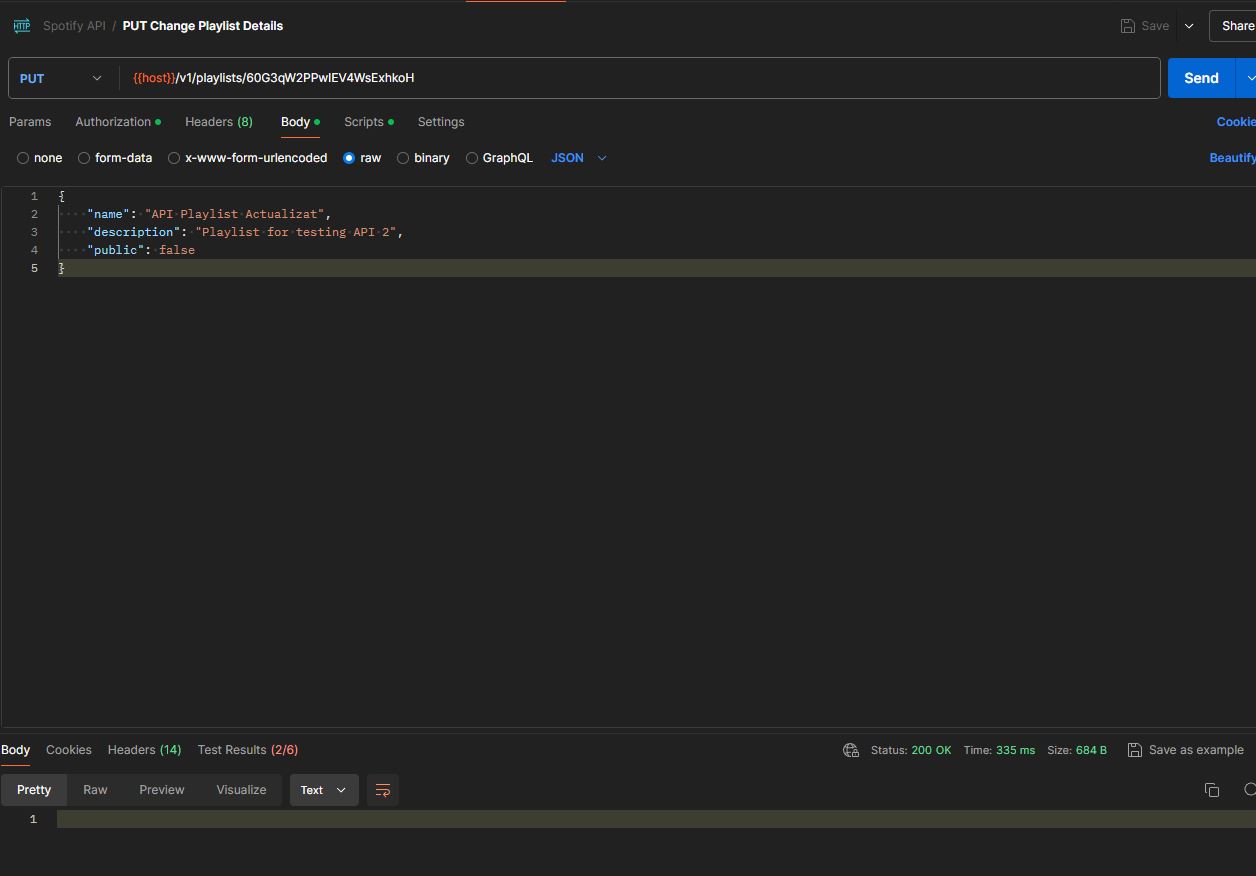 HTTP Spotify API / PUT Change Playlist Details Save Share
PUT {{host}}/v1/playlists/60G3qW2PPwIEV4WsExhkoH Send
Params Authorization Headers (8) Body Scripts Settings Cookie
none form-data x-www-form-urlencoded raw binary GraphQL JSON Beautify
1 {
2 "name": "API Playlist Actualizat",
3 "description": "Playlist for testing API 2",
4 "public": false
5 }
Body Cookies Headers (14) Test Results (2/6) Status: 200 OK Time: 335 ms Size: 684 B Save as example
Pretty Raw Preview Visualize Text
1